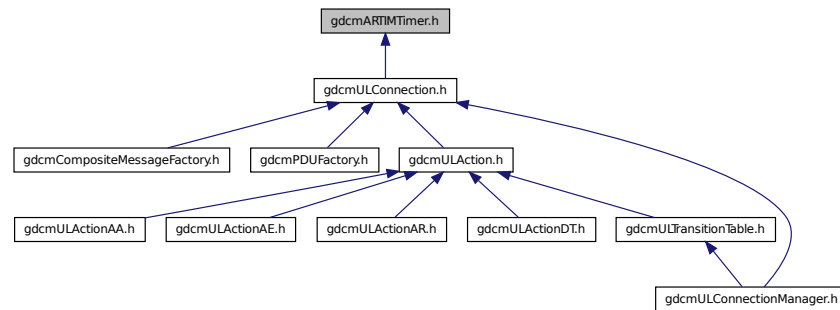 gdcmARTIMTimer.h
gdcmULConnection.h
gdcmCompositeMessageFactory.h
gdcmPDUFactory.h
gdcmULAction.h
gdcmULActionAA.h
gdcmULActionAE.h
gdcmULActionAR.h
gdcmULActionDT.h
gdcmULTransitionTable.h
gdcmULConnectionManager.h